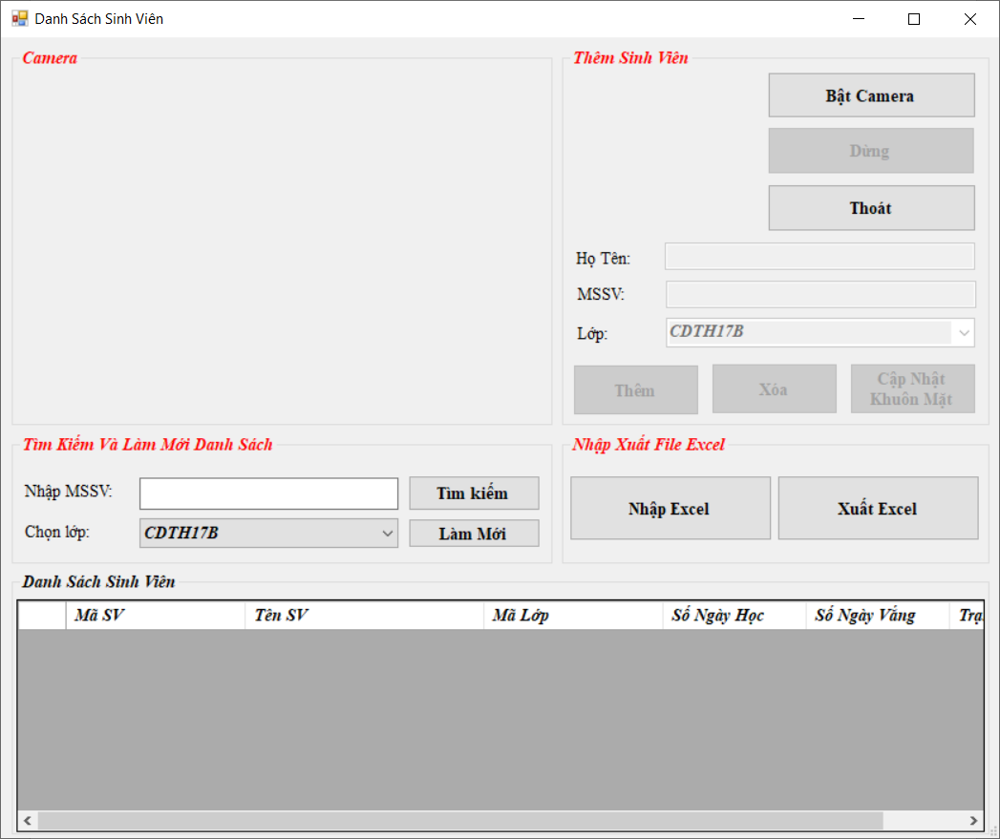 Danh Sách Sinh Viên
Camera
Thêm Sinh Viên
Bật Camera
Dừng
Thoát
Họ Tên:
MSSV:
Lớp:
CDTH17B
Thêm
Xóa
Cập Nhật
Khuôn Mặt
Tìm Kiếm Và Làm Mới Danh Sách
Nhập MSSV:
Tìm kiếm
Chọn lớp:
CDTH17B
Làm Mới
Nhập Xuất File Excel
Nhập Excel
Xuất Excel
Danh Sách Sinh Viên
Mã SV Tên SV Mã Lớp Số Ngày Học Số Ngày Vắng